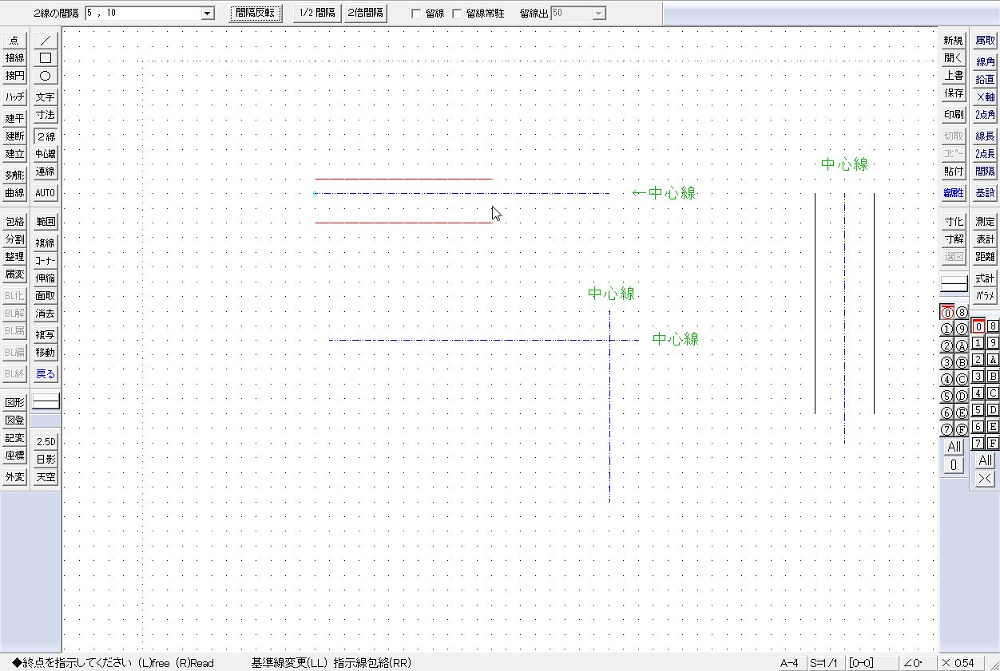 2線の間隔 5 , 10 間隔反転 1/2 間隔 2倍間隔 留線 留線常駐 留線出 50
点
接線
接円
ハッチ
建平
建断
建立
多角形
曲線
包絡
分割
整理
属変
BL化
BL解
BL属
BL編
BL終
図形
図登
記変
座標
外変
／
□
○
文字
寸法
２線
中心線
連線
AUTO
範囲
複線
コーナー
伸縮
面取
消去
複写
移動
戻る
2.5D
日影
天空
中心線
←中心線
中心線
中心線
新規
開く
上書
保存
印刷
切取
コピー
貼付
線属性
寸化
寸解
選図
0 8
1 9
2 A
3 B
4 C
5 D
6 E
7 F
All
0
属取
線角
鉛直
X軸
2点角
線長
2点長
間隔
基設
測定
表計
距離
式計
パラメ
0 8
1 9
2 A
3 B
4 C
5 D
6 E
7 F
All
×
◆終点を指示してください (L)free (R)Read 基準線変更(LL) 指示線包絡(RR) A-4 S=1/1 [0-0] ∠0° × 0.54